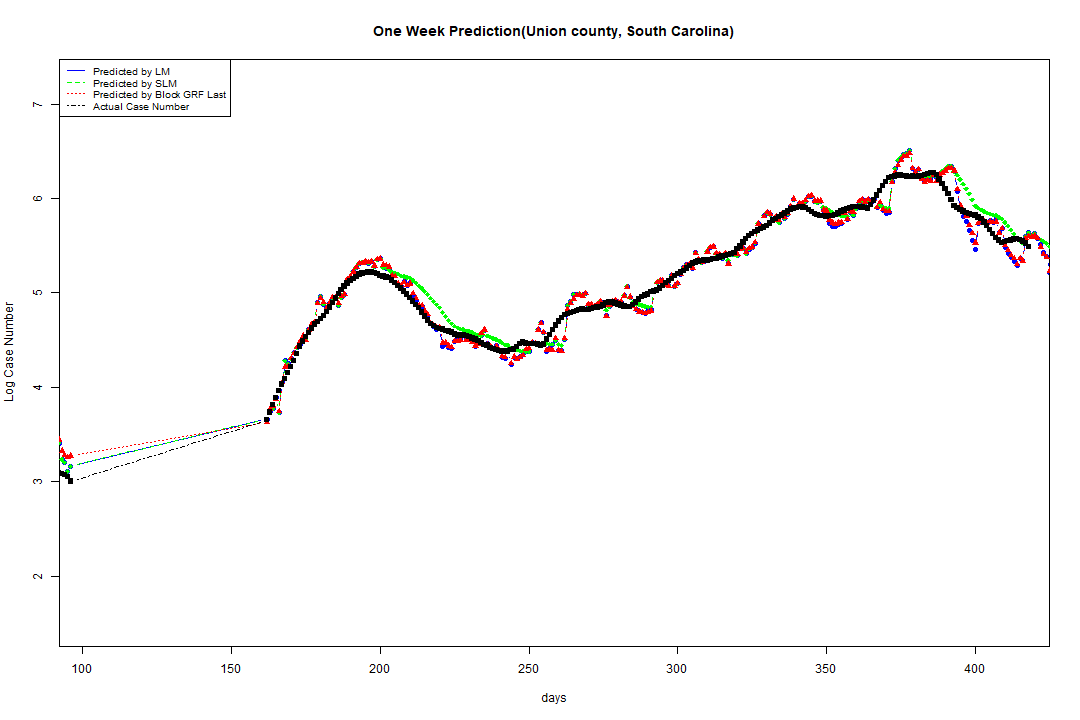 One Week Prediction(Union county, South Carolina)
Predicted by LM
Predicted by SLM
Predicted by Block GRF Last
Actual Case Number
7
6
5
4
3
2
Log Case Number
100 150 200 250 300 350 400
days